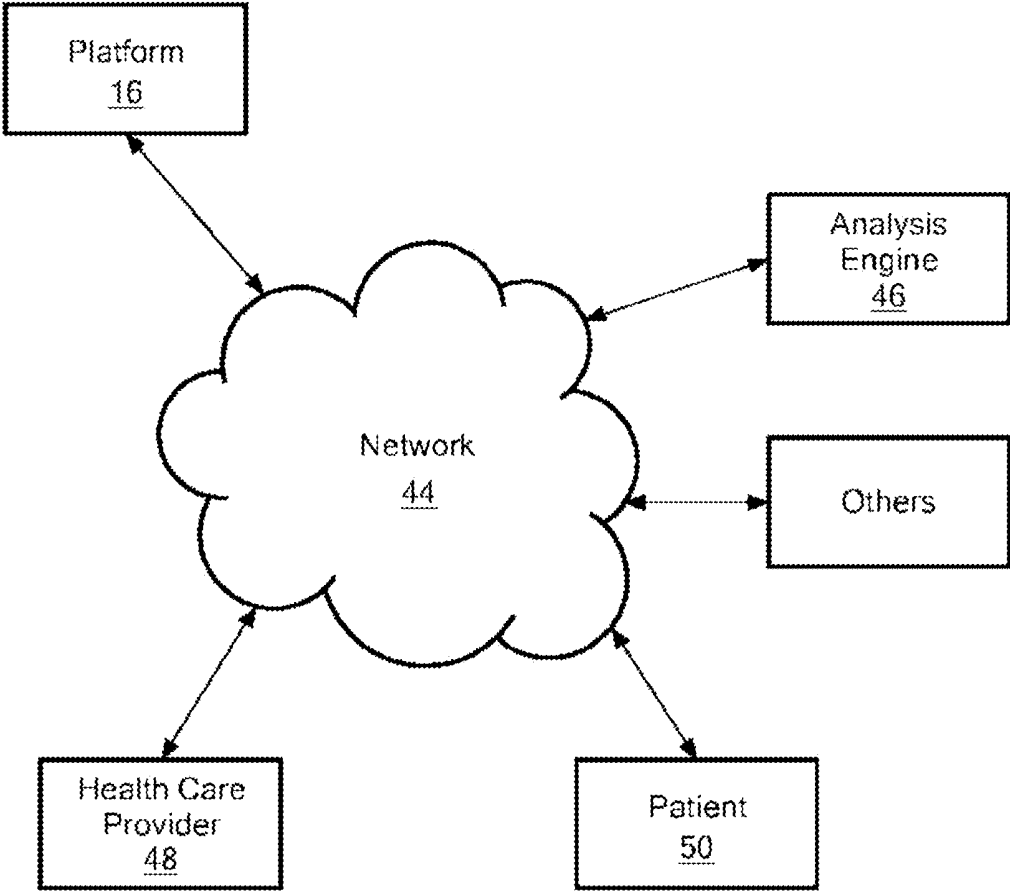 Platform
16
Analysis
Engine
46
Network
44
Others
Health Care
Provider
48
Patient
50